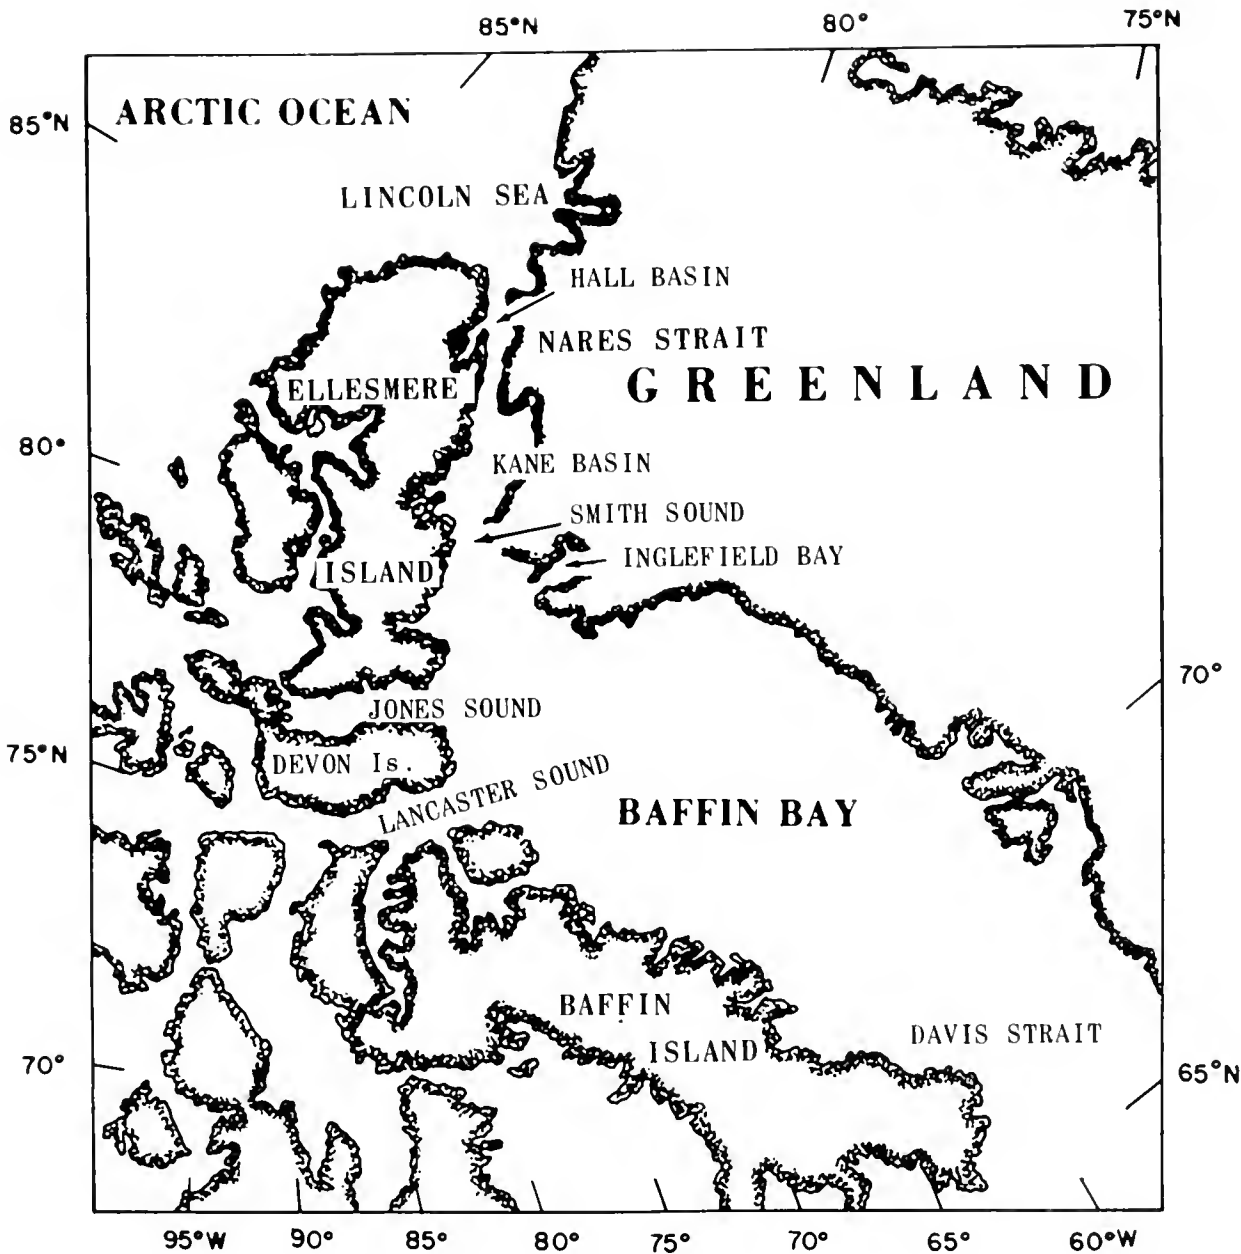 85°N
80°
75°N
ARCTIC OCEAN
85°N
LINCOLN SEA
HALL BASIN
NARES STRAIT
GREENLAND
ELLESMERE
80°
KANE BASIN
SMITH SOUND
INGLEFIELD BAY
ISLAND
70°
JONES SOUND
75°N
DEVON Is.
LANCASTER SOUND
BAFFIN BAY
BAFFIN
ISLAND
DAVIS STRAIT
70°
65°N
95°W
90°
85°
80°
75°
70°
65°
60°W